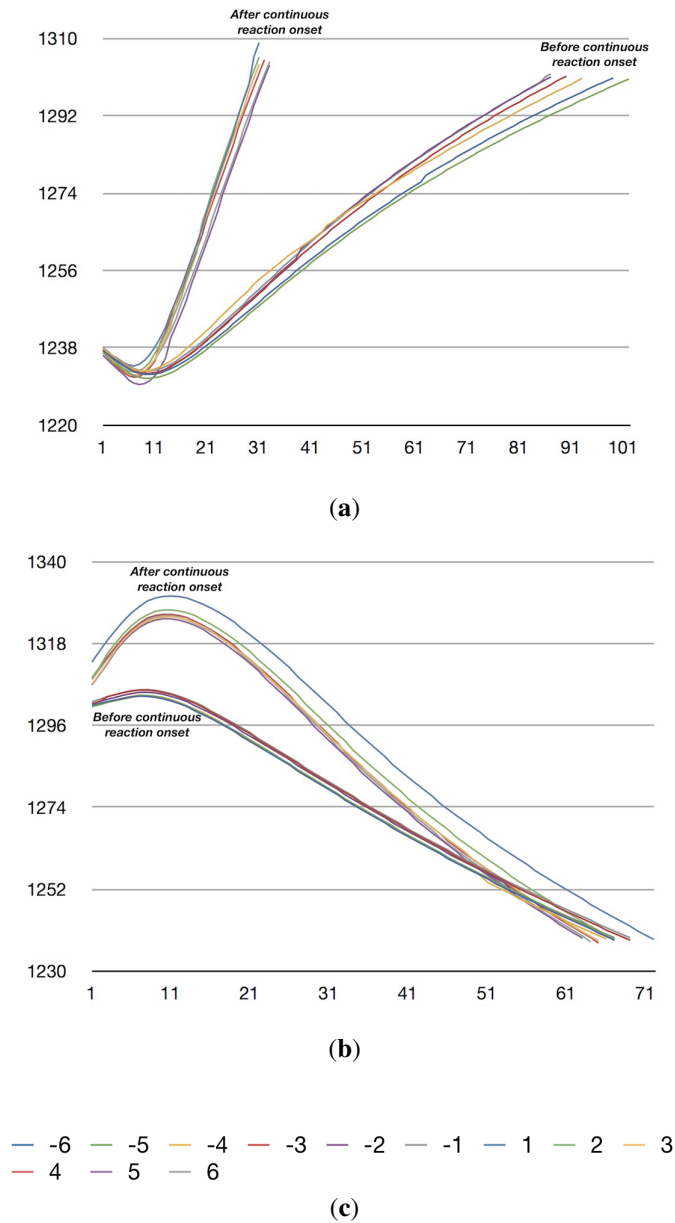 After continuous
reaction onset
Before continuous
reaction onset
1310
1292
1274
1256
1238
1220
1 11 21 31 41 51 61 71 81 91 101
(a)
After continuous
reaction onset
Before continuous
reaction onset
1340
1318
1296
1274
1252
1230
1 11 21 31 41 51 61 71
(b)
-6 -5 -4 -3 -2 -1 1 2 3
4 5 6
(c)